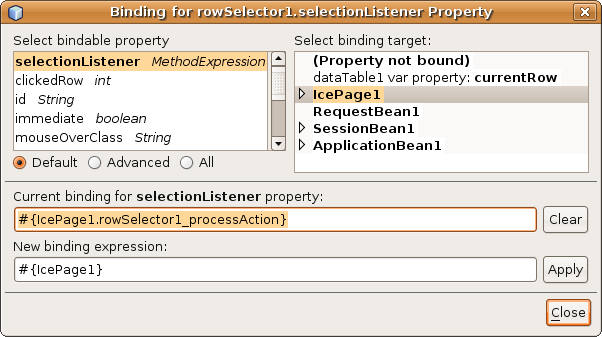 Binding for rowSelector1.selectionListener Property
Select bindable property
selectionListener MethodExpression
clickedRow int
id String
immediate boolean
mouseOverClass String
Default Advanced All
Select binding target:
(Property not bound)
dataTable1 var property: currentRow
IcePage1
RequestBean1
SessionBean1
ApplicationBean1
Current binding for selectionListener property:
#{IcePage1.rowSelector1_processAction}
Clear
New binding expression:
#{IcePage1}
Apply
Close